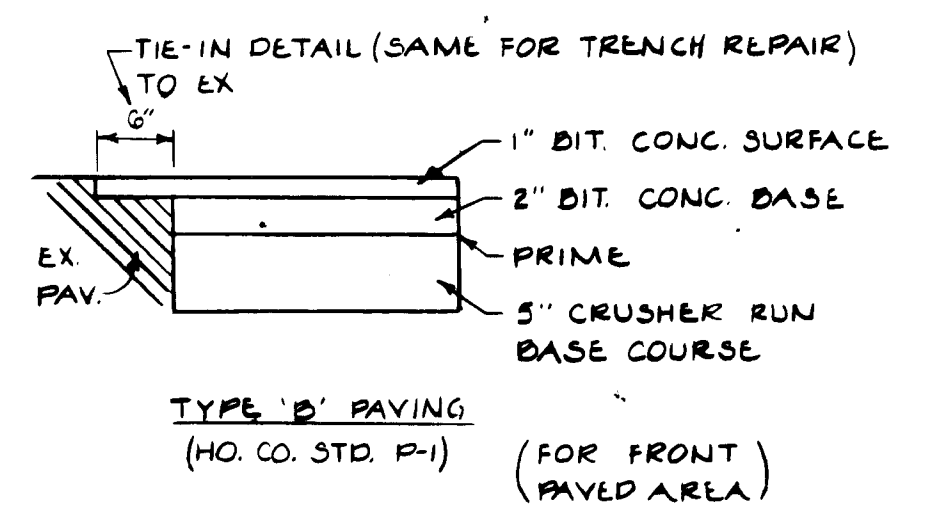 TIE-IN DETAIL (SAME FOR TRENCH REPAIR)
TO EX
6"
1" BIT. CONC. SURFACE
2" BIT. CONC. BASE
PRIME
EX.
PAV.
5" CRUSHER RUN
BASE COURSE
TYPE 'B' PAVING
(HO. CO. STD. P-1)
(FOR FRONT
PAVED AREA)